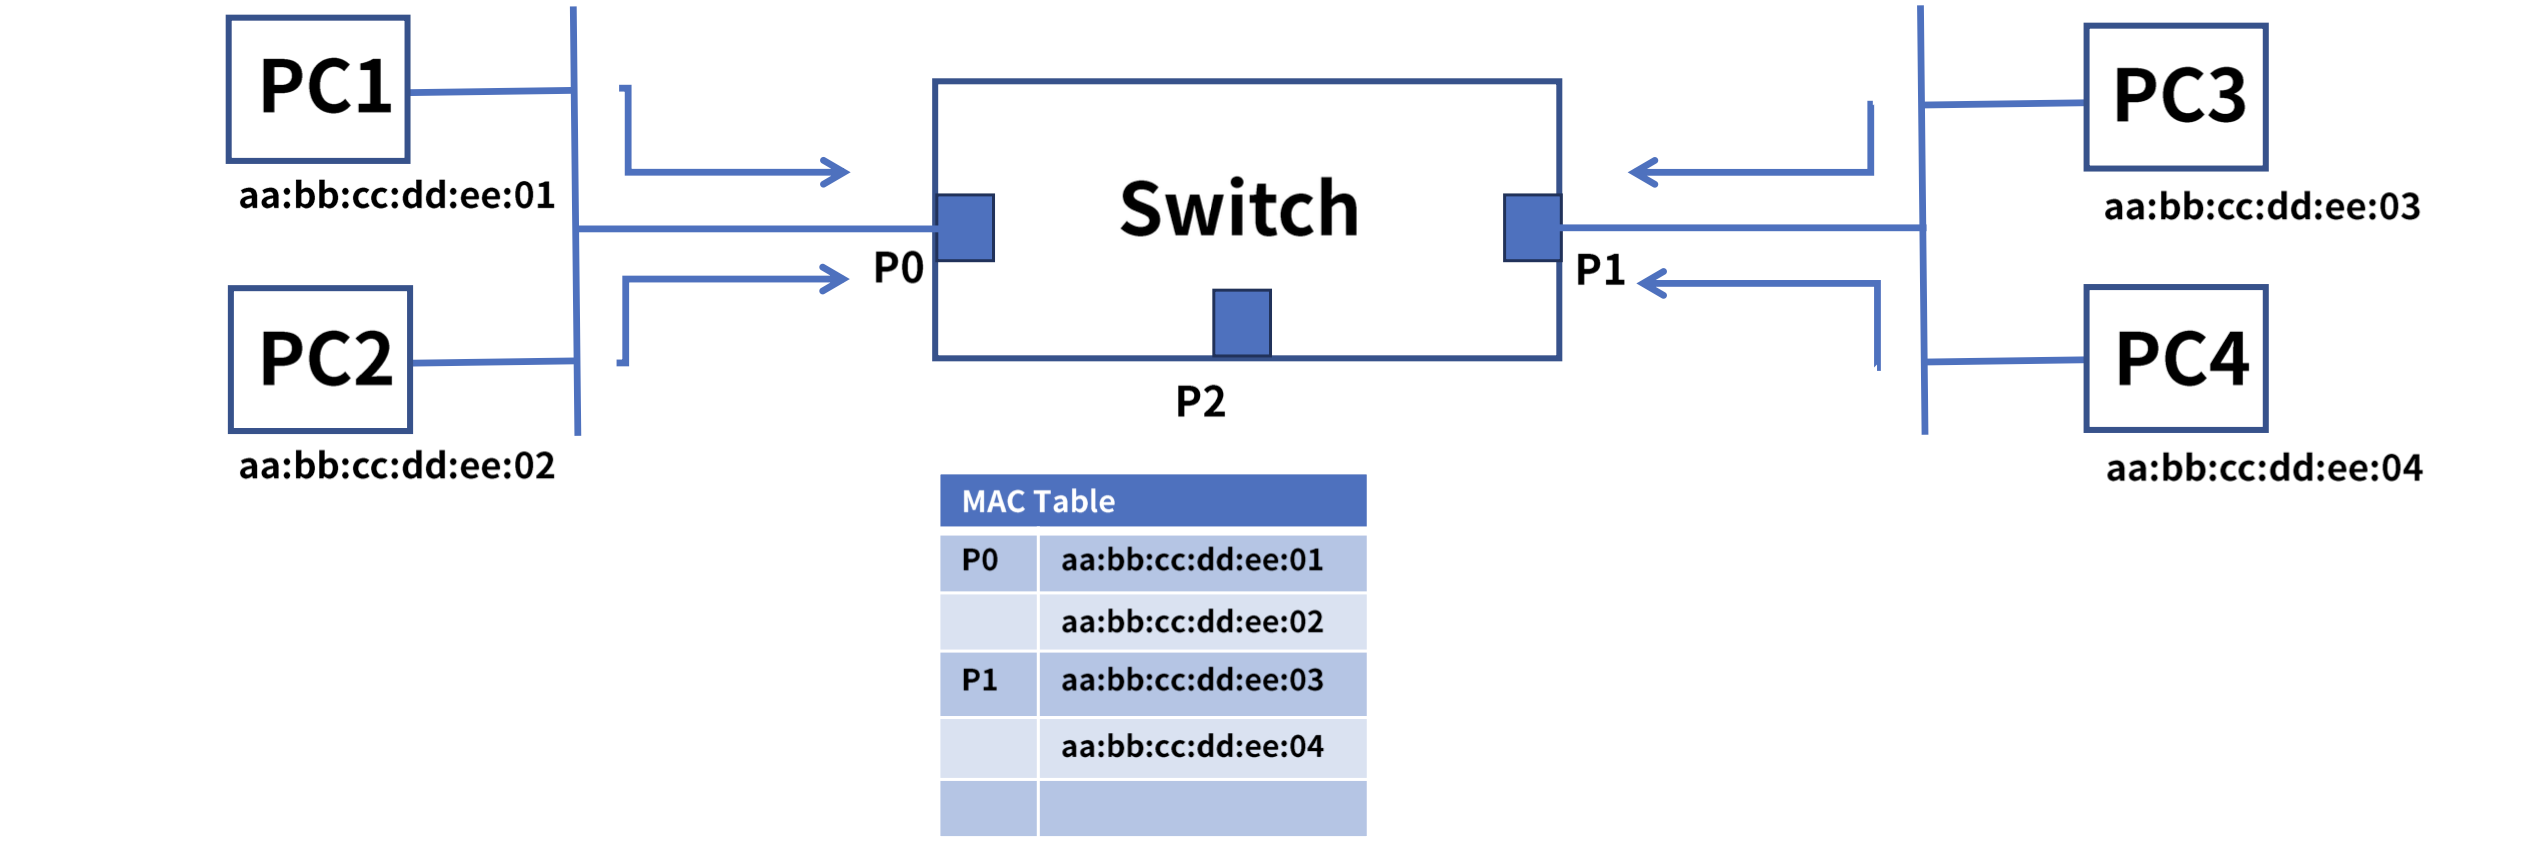 PC1
aa:bb:cc:dd:ee:01
PC2
aa:bb:cc:dd:ee:02
Switch
P0
P1
P2
PC3
aa:bb:cc:dd:ee:03
PC4
aa:bb:cc:dd:ee:04
MAC Table
P0 aa:bb:cc:dd:ee:01
aa:bb:cc:dd:ee:02
P1 aa:bb:cc:dd:ee:03
aa:bb:cc:dd:ee:04